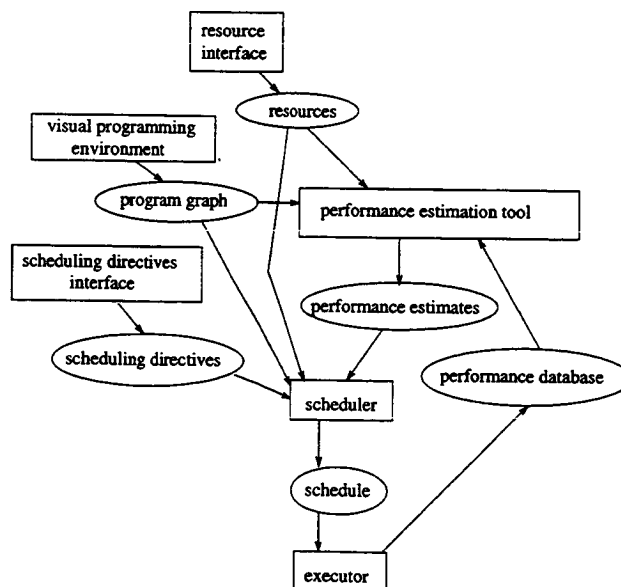 resource
interface
resources
visual programming
environment
program graph
performance estimation tool
scheduling directives
interface
performance estimates
scheduling directives
performance database
scheduler
schedule
executor